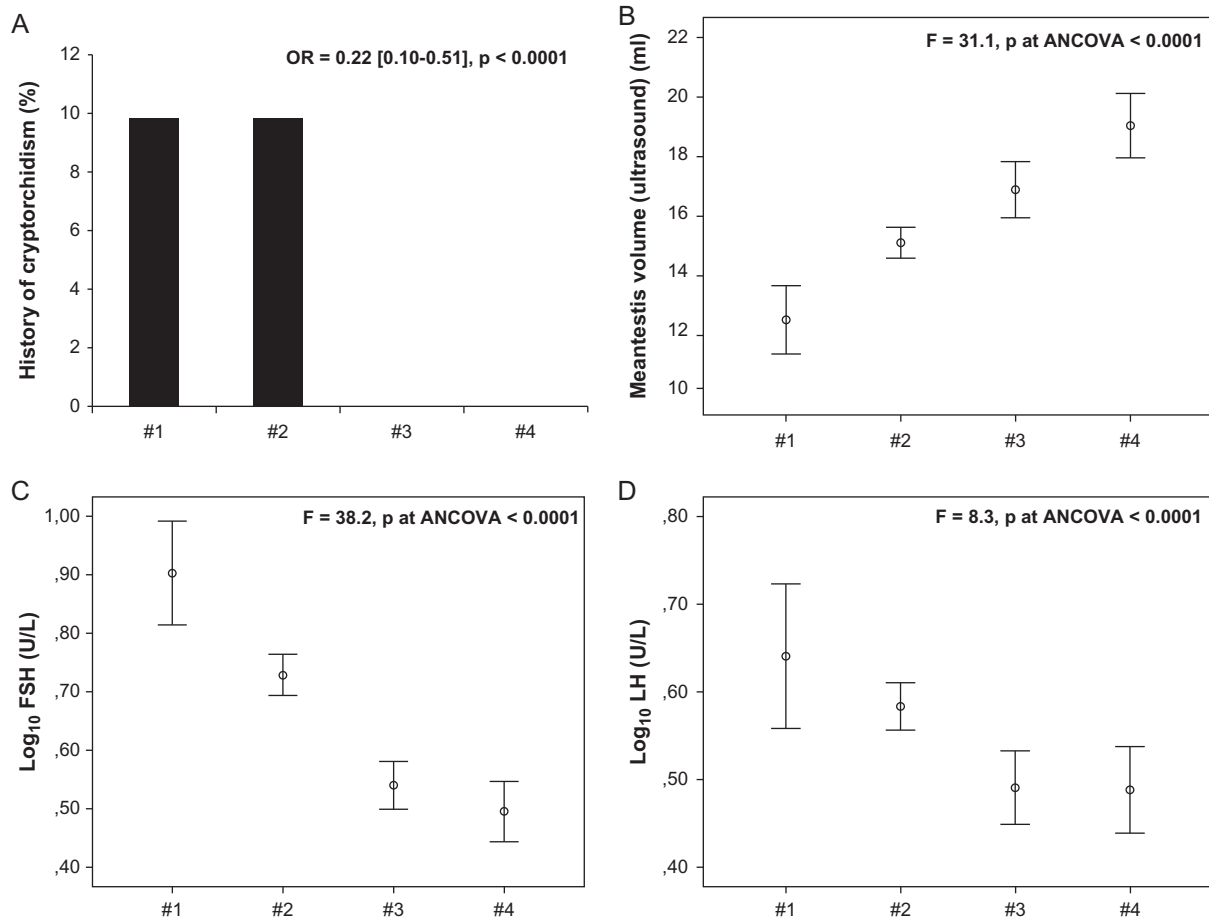 A
History of cryptorchidism (%)
OR = 0.22 [0.10-0.51], p < 0.0001
12
10
8
6
4
2
0
#1 #2 #3 #4
B
Meantestis volume (ultrasound) (ml)
F = 31.1, p at ANCOVA < 0.0001
22
20
18
16
14
12
10
#1 #2 #3 #4
C
Log10 FSH (U/L)
F = 38.2, p at ANCOVA < 0.0001
1,00
,90
,80
,70
,60
,50
,40
#1 #2 #3 #4
D
Log10 LH (U/L)
F = 8.3, p at ANCOVA < 0.0001
,80
,70
,60
,50
,40
#1 #2 #3 #4